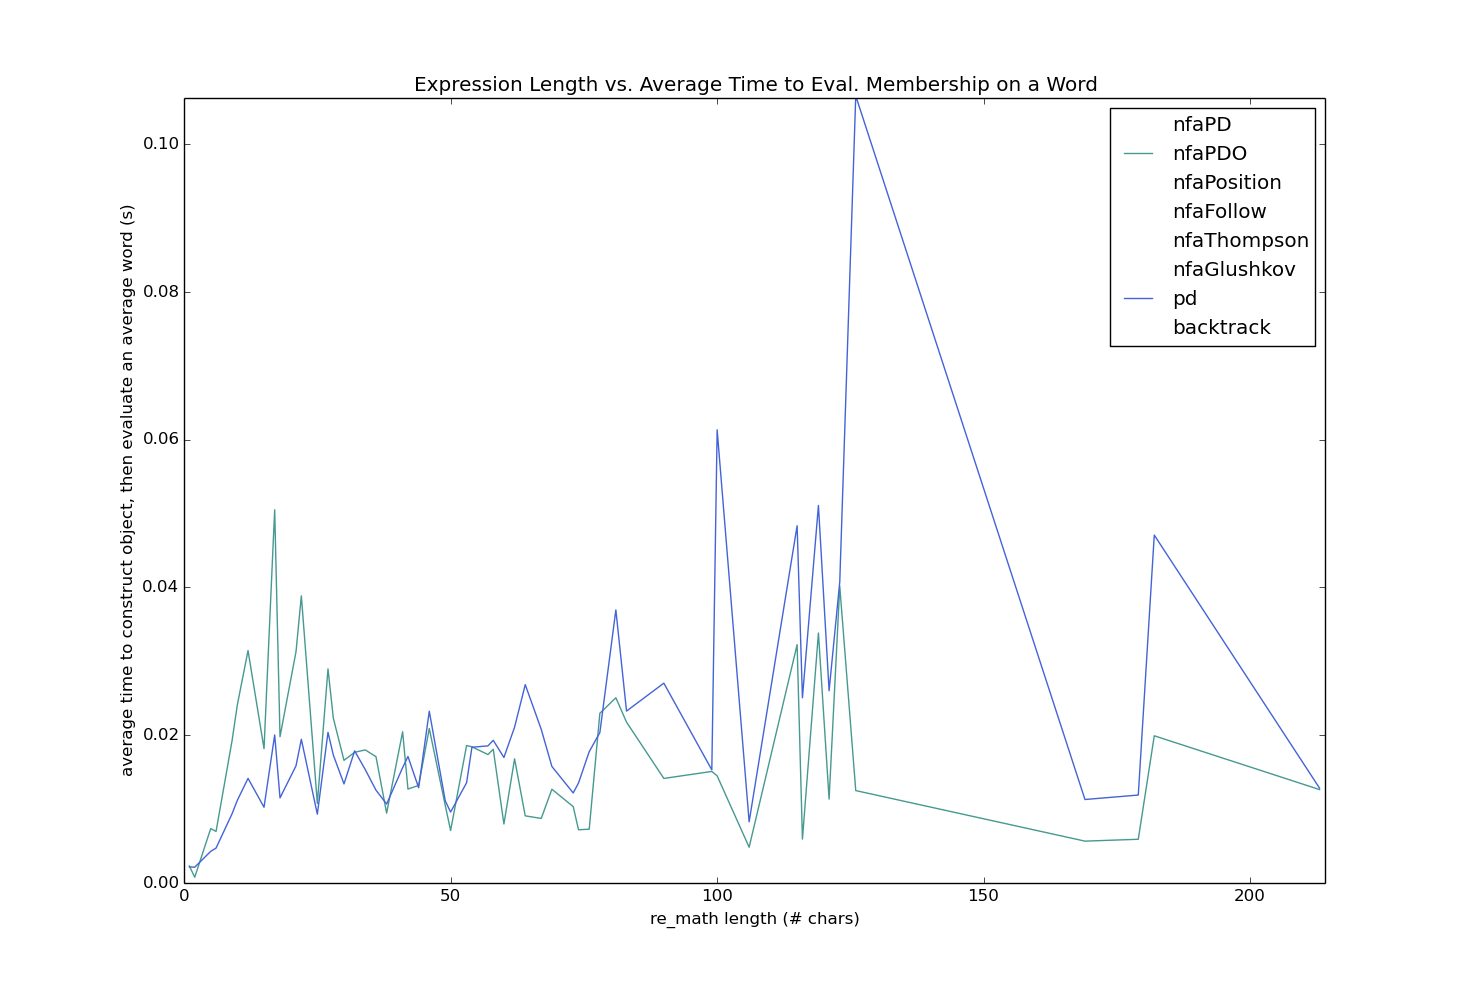 Expression Length vs. Average Time to Eval. Membership on a Word
average time to construct object, then evaluate an average word (s)
0.10
0.08
0.06
0.04
0.02
0.00
0
50
100
150
200
re_math length (# chars)
nfaPD
nfaPDO
nfaPosition
nfaFollow
nfaThompson
nfaGlushkov
pd
backtrack